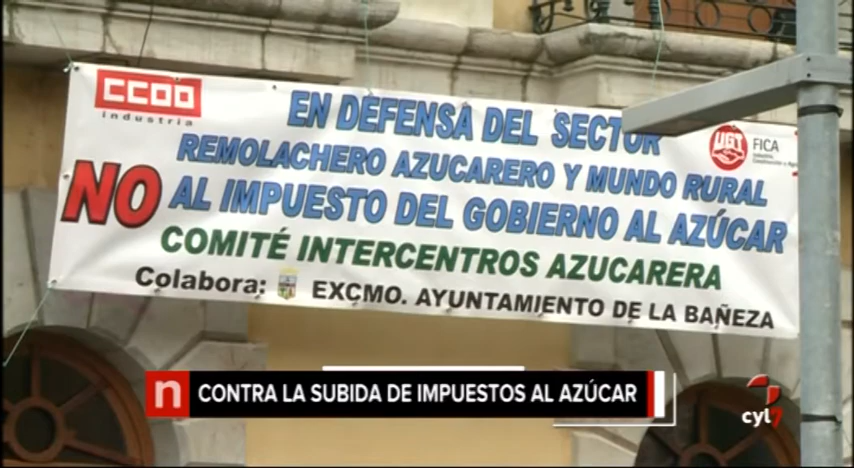 CCOO
industria
EN DEFENSA DEL SECTOR
REMOLACHERO AZUCARERO Y MUNDO RURAL
NO AL IMPUESTO DEL GOBIERNO AL AZÚCAR
COMITÉ INTERCENTROS AZUCARERA
Colabora: EXCMO. AYUNTAMIENTO DE LA BAÑEZA
UGT
FICA
n CONTRA LA SUBIDA DE IMPUESTOS AL AZÚCAR
cyl7